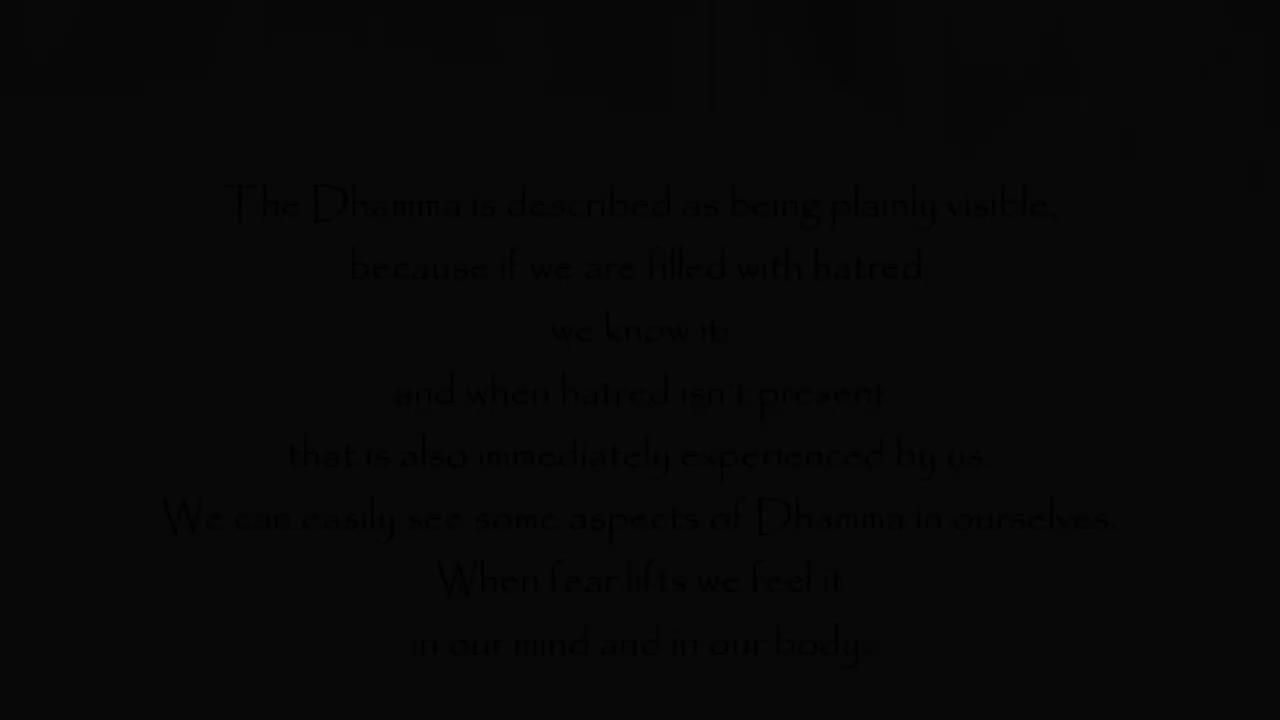 The Dhamma is described as being plainly visible,
because if we are filled with hatred
we know it;
and when hatred isn't present
that is also immediately experienced by us.
We can easily see some aspects of Dhamma in ourselves.
When fear lifts we feel it
in our mind and in our body.